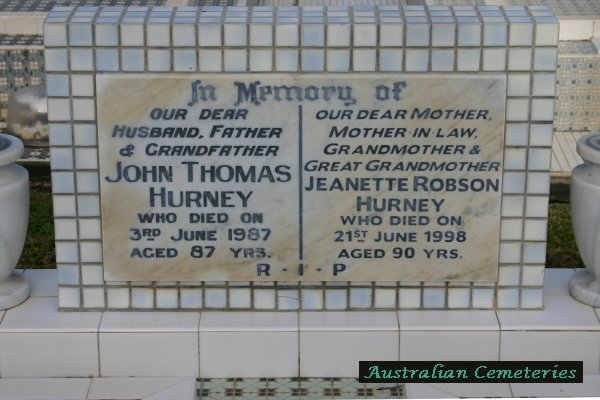 In Memory of
OUR DEAR
HUSBAND, FATHER
& GRANDFATHER
JOHN THOMAS
HURNEY
WHO DIED ON
3RD JUNE 1987
AGED 87 YRS.
OUR DEAR MOTHER,
MOTHER-IN-LAW,
GRANDMOTHER &
GREAT GRANDMOTHER
JEANETTE ROBSON
HURNEY
WHO DIED ON
21ST JUNE 1998
AGED 90 YRS.
R-I-P
Australian Cemeteries